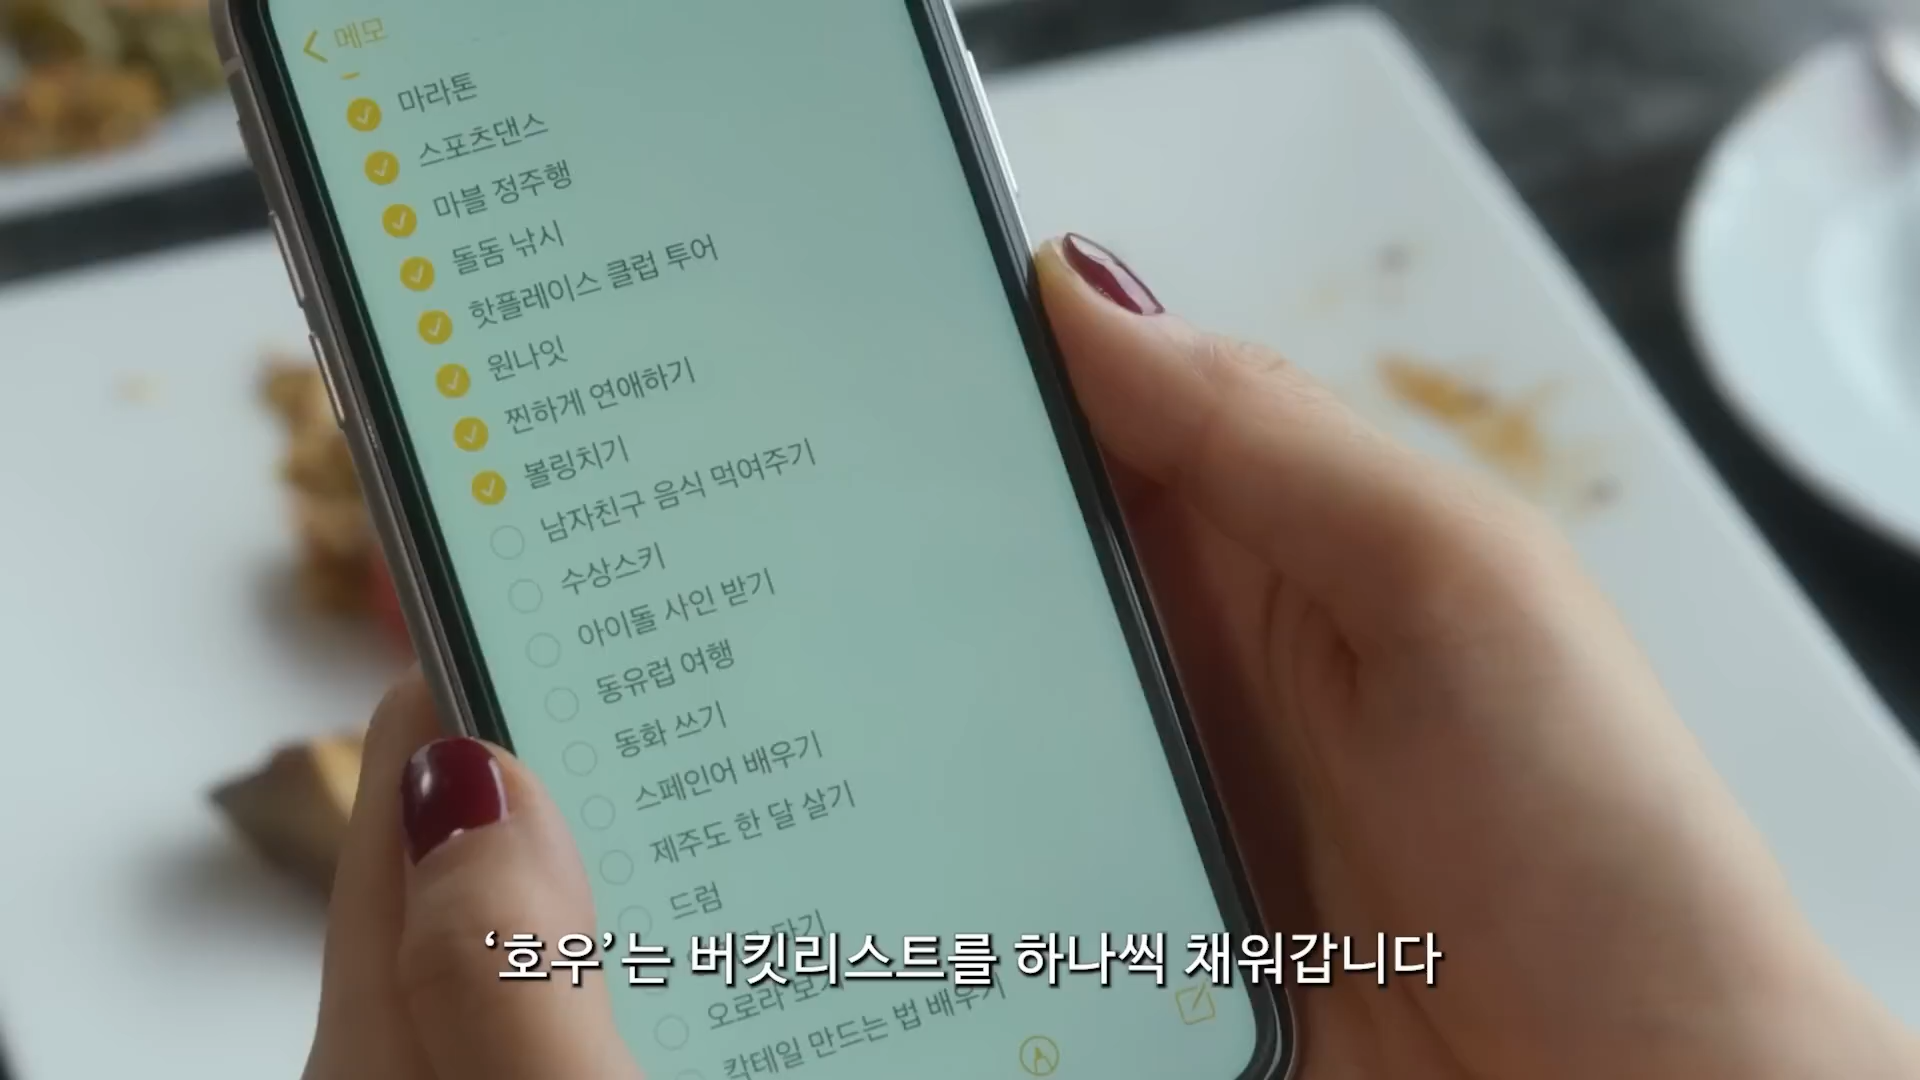 메모
마라톤
스포츠댄스
마블 정주행
돌돔 낚시
핫플레이스 클럽 투어
원나잇
찐하게 연애하기
볼링치기
남자친구 음식 먹여주기
수상스키
아이돌 사인 받기
동유럽 여행
동화 쓰기
스페인어 배우기
제주도 한 달 살기
드럼
‘호우’는 버킷리스트를 하나씩 채워갑니다
오로라 보기
칵테일 만드는 법 배우기